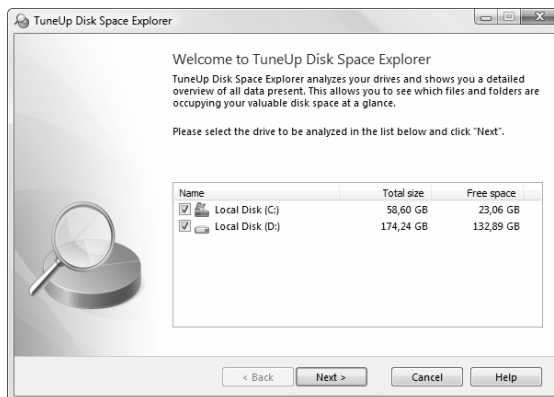 TuneUp Disk Space Explorer
Welcome to TuneUp Disk Space Explorer
TuneUp Disk Space Explorer analyzes your drives and shows you a detailed
overview of all data present. This allows you to see which files and folders are
occupying your valuable disk space at a glance.
Please select the drive to be analyzed in the list below and click "Next".
Name Total size Free space
Local Disk (C:) 58,60 GB 23,06 GB
Local Disk (D:) 174,24 GB 132,89 GB
< Back Next > Cancel Help